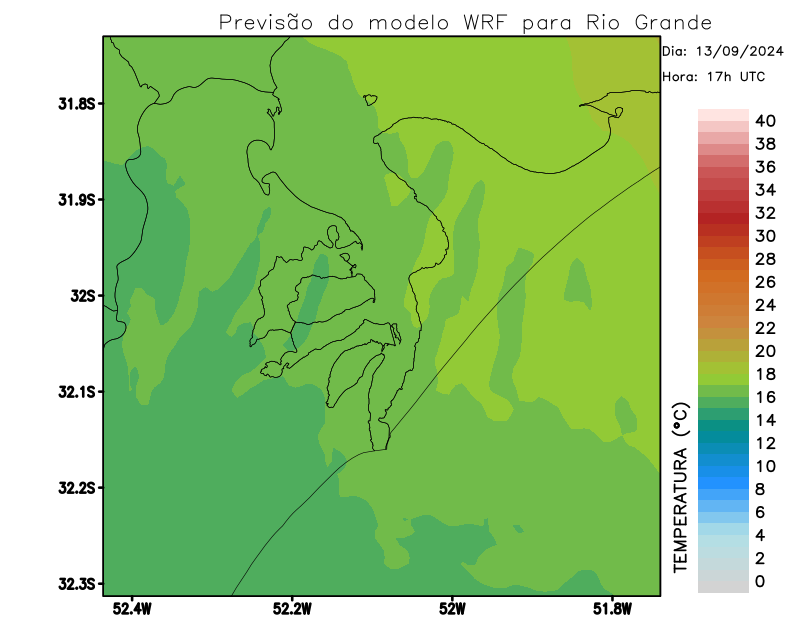 Previsão do modelo WRF para Rio Grande
Dia: 13/09/2024
Hora: 17h UTC
31.8S
31.9S
32S
32.1S
32.2S
32.3S
52.4W
52.2W
52W
51.8W
TEMPERATURA (°C)
40
38
36
34
32
30
28
26
24
22
20
18
16
14
12
10
8
6
4
2
0